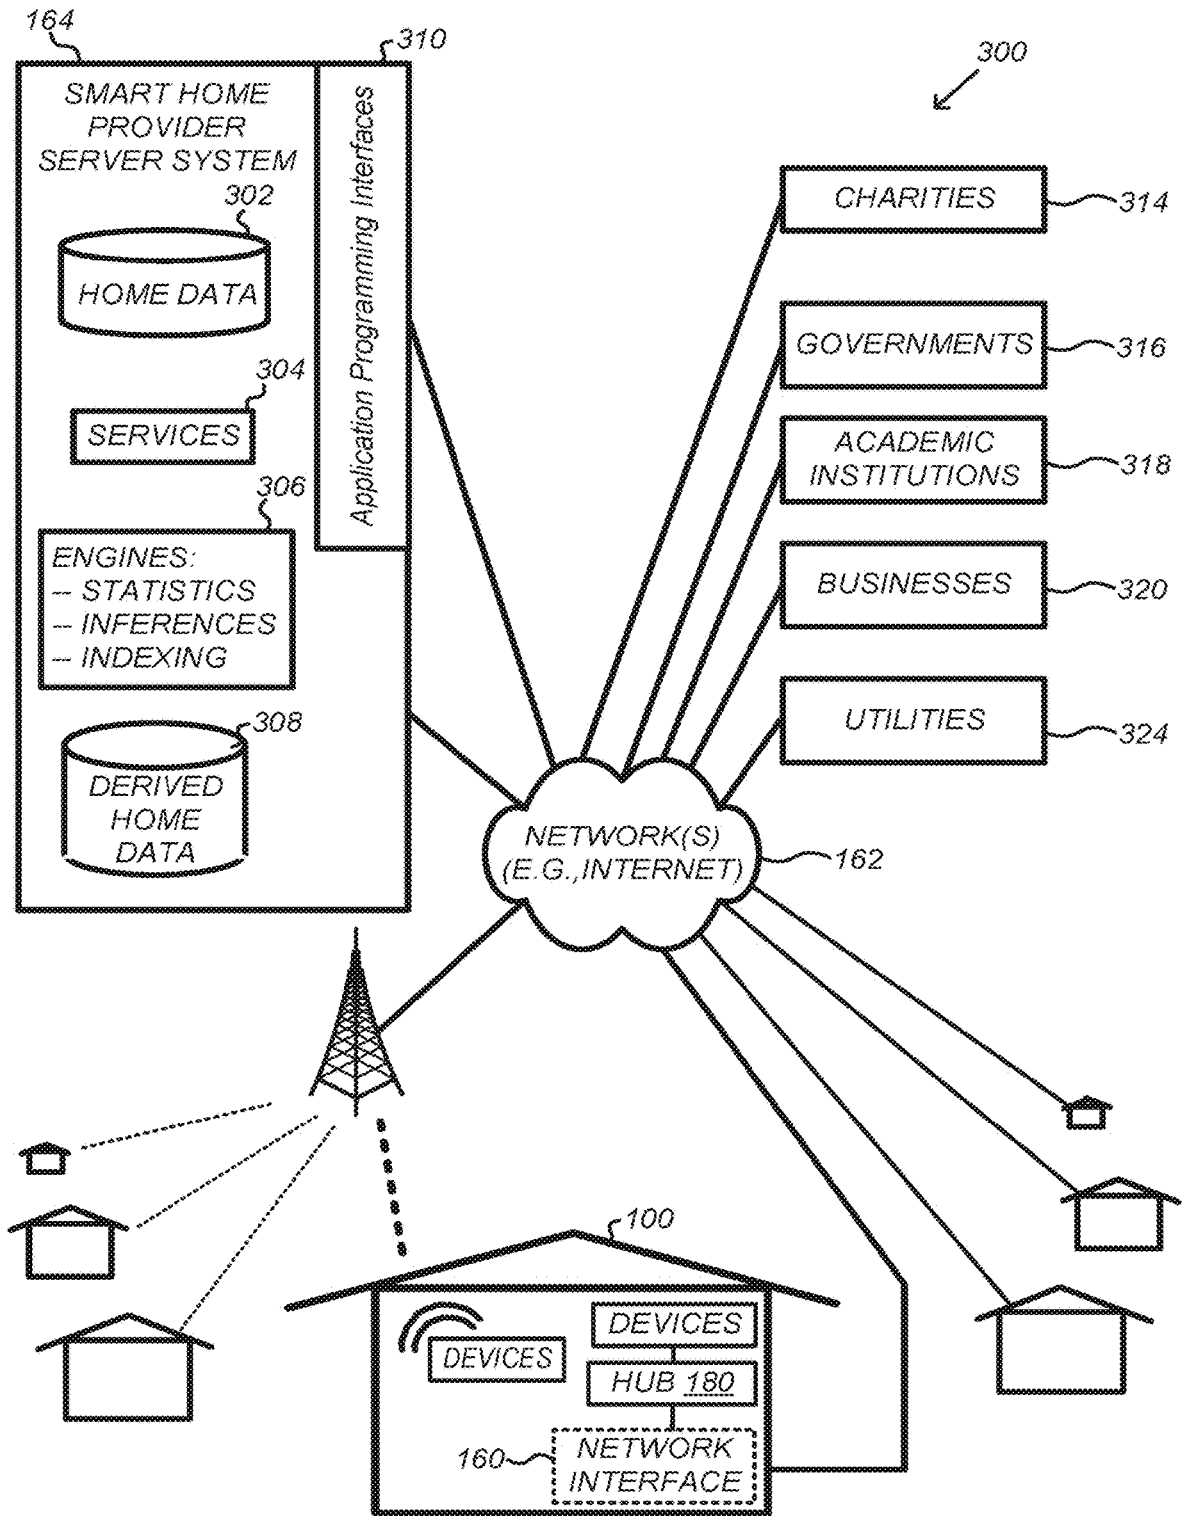 164
310
300
SMART HOME
PROVIDER
SERVER SYSTEM
Application Programming Interfaces
302
HOME DATA
304
SERVICES
306
ENGINES:
-- STATISTICS
-- INFERENCES
-- INDEXING
308
DERIVED
HOME
DATA
CHARITIES
314
GOVERNMENTS
316
ACADEMIC
INSTITUTIONS
318
BUSINESSES
320
UTILITIES
324
NETWORK(S)
(E.G.,INTERNET)
162
100
DEVICES
DEVICES
HUB 180
160
NETWORK
INTERFACE